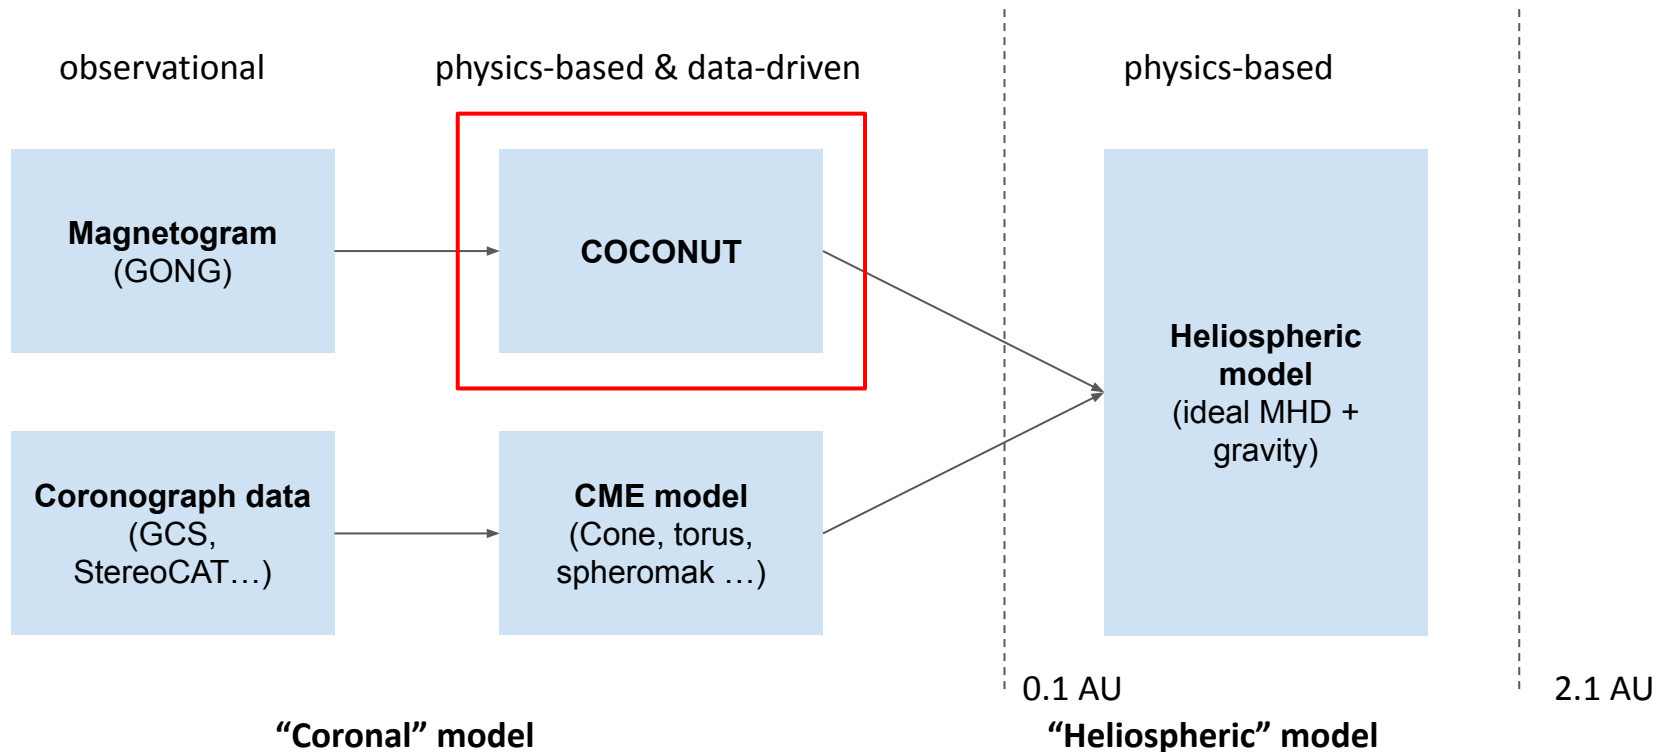 observational
physics-based & data-driven
physics-based
Magnetogram
(GONG)
COCONUT
Heliospheric
model
(ideal MHD +
gravity)
Coronagraph data
(GCS,
StereoCAT…)
CME model
(Cone, torus,
spheromak …)
0.1 AU
2.1 AU
“Coronal” model
“Heliospheric” model